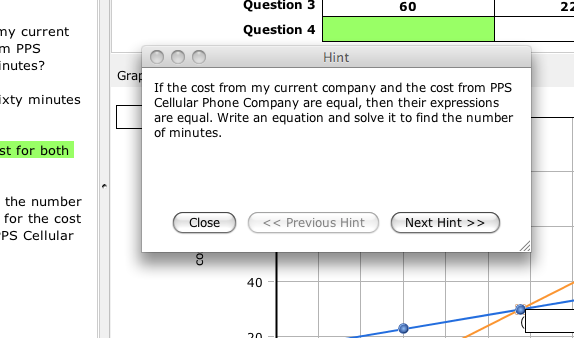 Question 3
60
22
Question 4
my current
m PPS
inutes?
ixty minutes
st for both
the number
for the cost
PPS Cellular
Grap
Hint
If the cost from my current company and the cost from PPS
Cellular Phone Company are equal, then their expressions
are equal. Write an equation and solve it to find the number
of minutes.
Close
<< Previous Hint
Next Hint >>
co
40
20
(